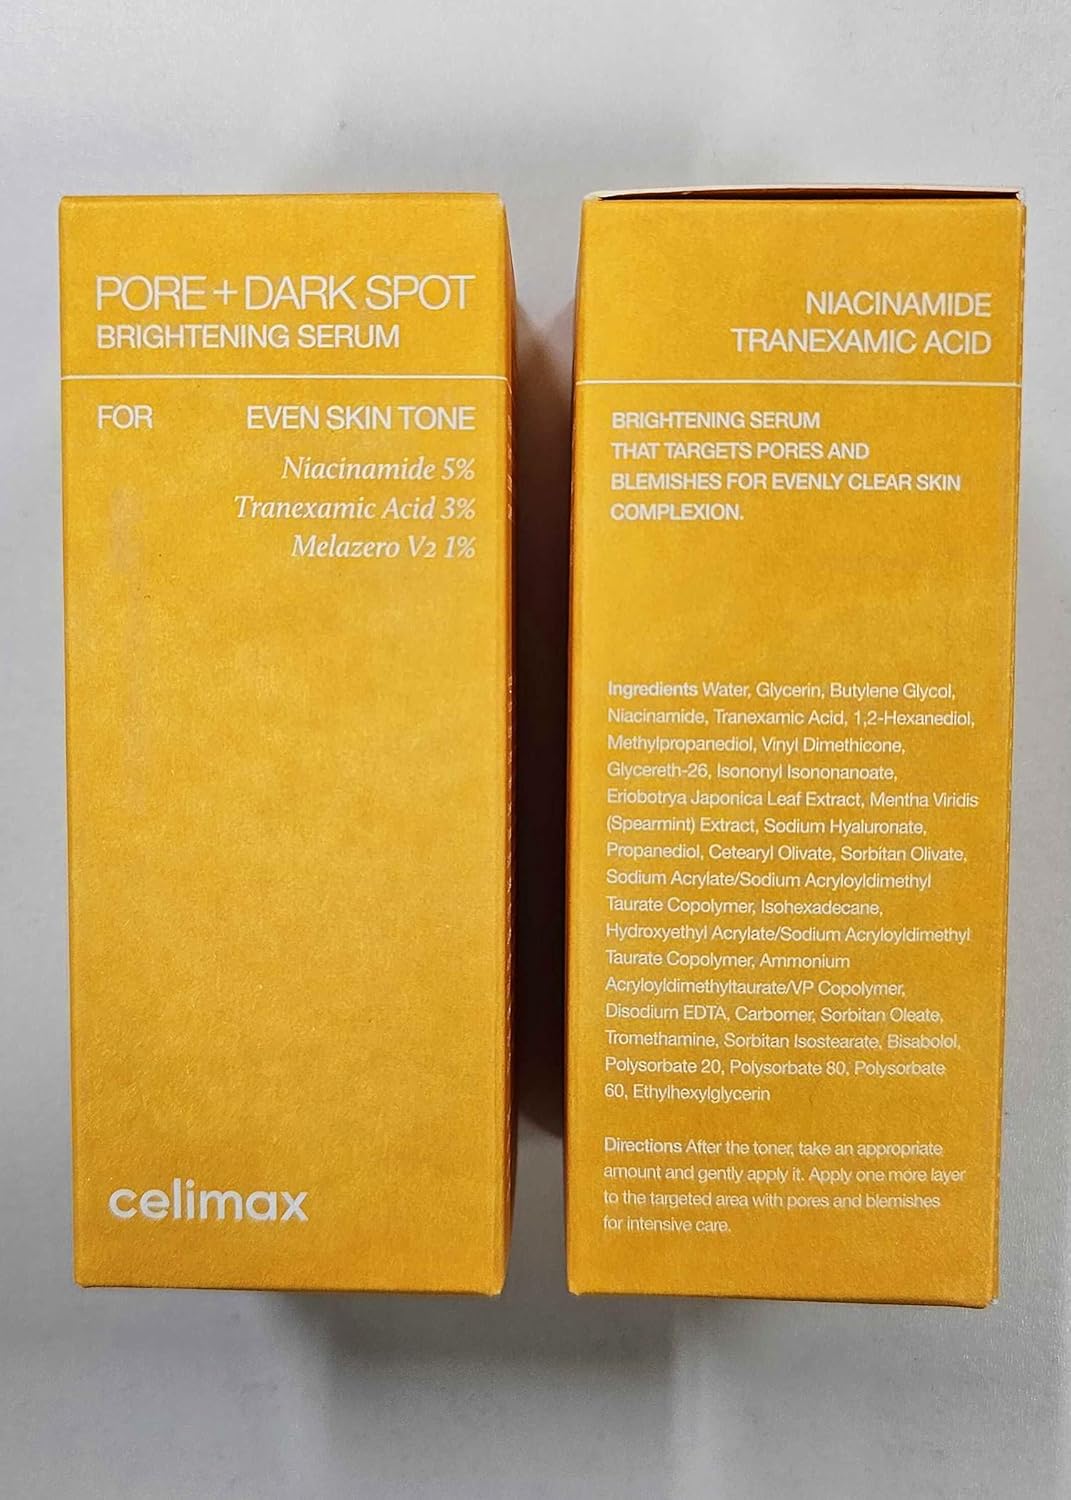 PORE + DARK SPOT
BRIGHTENING SERUM
FOR EVEN SKIN TONE
Niacinamide 5%
Tranexamic Acid 3%
Melazero V2 1%
celimax
NIACINAMIDE
TRANEXAMIC ACID
BRIGHTENING SERUM
THAT TARGETS PORES AND
BLEMISHES FOR EVENLY CLEAR SKIN
COMPLEXION.
Ingredients Water, Glycerin, Butylene Glycol,
Niacinamide, Tranexamic Acid, 1,2-Hexanediol,
Methylpropanediol, Vinyl Dimethicone,
Glycereth-26, Isononyl Isononanoate,
Eriobotrya Japonica Leaf Extract, Mentha Viridis
(Spearmint) Extract, Sodium Hyaluronate,
Propanediol, Cetearyl Olivate, Sorbitan Olivate,
Sodium Acrylate/Sodium Acryloyldimethyl
Taurate Copolymer, Isohexadecane,
Hydroxyethyl Acrylate/Sodium Acryloyldimethyl
Taurate Copolymer, Ammonium
Acryloyldimethyltaurate/VP Copolymer,
Disodium EDTA, Carbomer, Sorbitan Oleate,
Tromethamine, Sorbitan Isostearate, Bisabolol,
Polysorbate 20, Polysorbate 80, Polysorbate
60, Ethylhexylglycerin
Directions After the toner, take an appropriate
amount and gently apply it. Apply one more layer
to the targeted area with pores and blemishes
for intensive care.